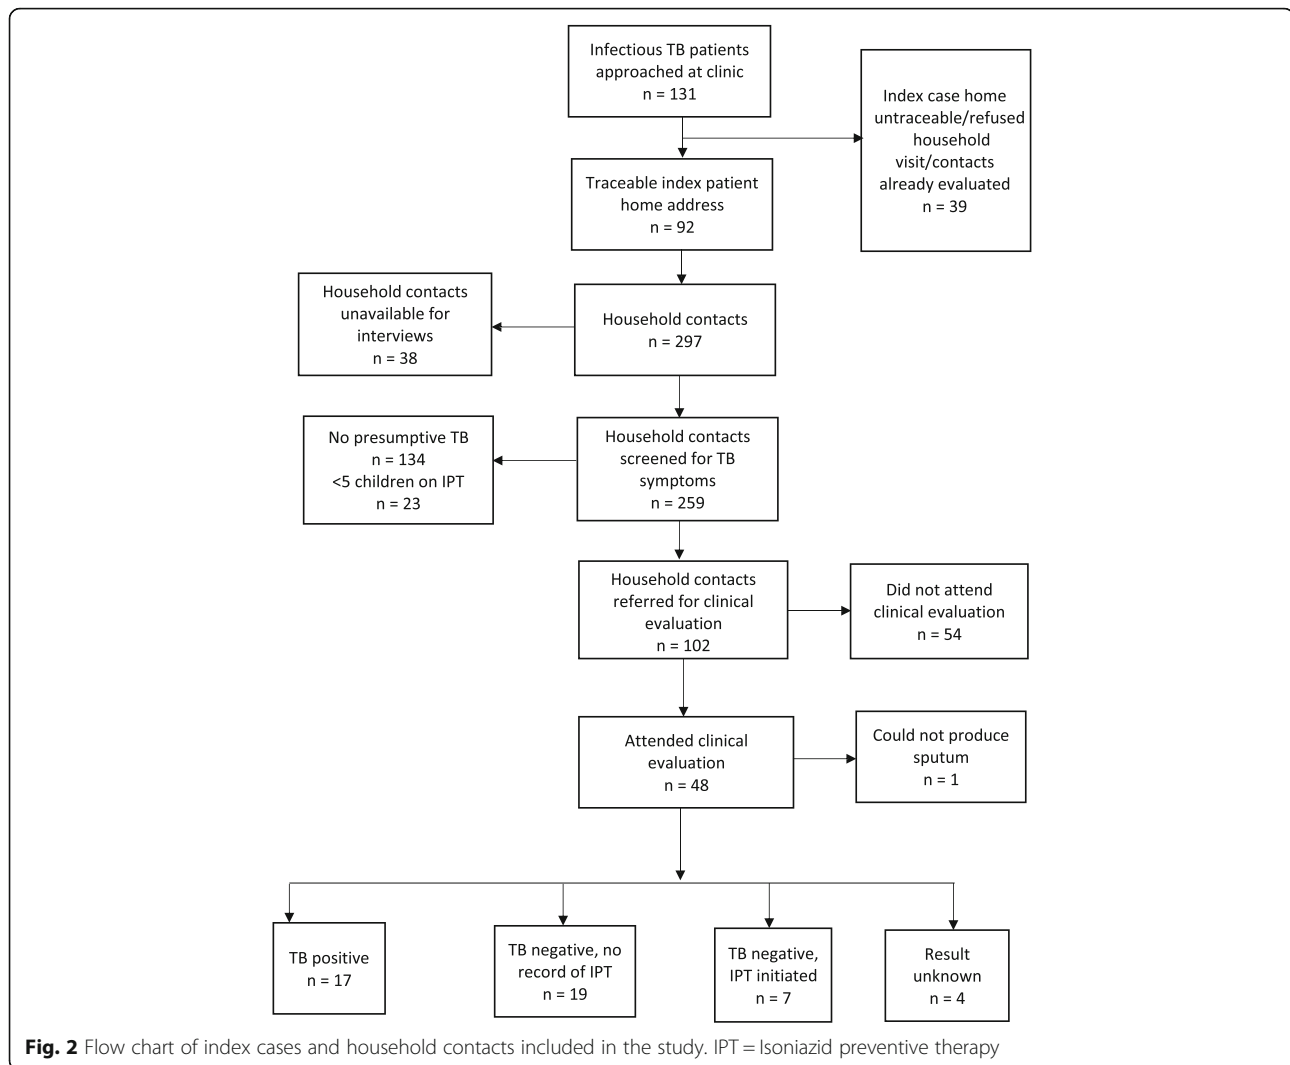 Infectious TB patients
approached at clinic
n = 131
Index case home
untraceable/refused
household
visit/contacts
already evaluated
n = 39
Traceable index patient
home address
n = 92
Household contacts
unavailable for
interviews
n = 38
Household contacts
n = 297
No presumptive TB
n = 134
<5 children on IPT
n = 23
Household contacts
screened for TB
symptoms
n = 259
Household contacts
referred for clinical
evaluation
n = 102
Did not attend
clinical evaluation
n = 54
Attended clinical
evaluation
n = 48
Could not produce
sputum
n = 1
TB positive
n = 17
TB negative, no
record of IPT
n = 19
TB negative,
IPT initiated
n = 7
Result
unknown
n = 4
Fig. 2 Flow chart of index cases and household contacts included in the study. IPT = Isoniazid preventive therapy